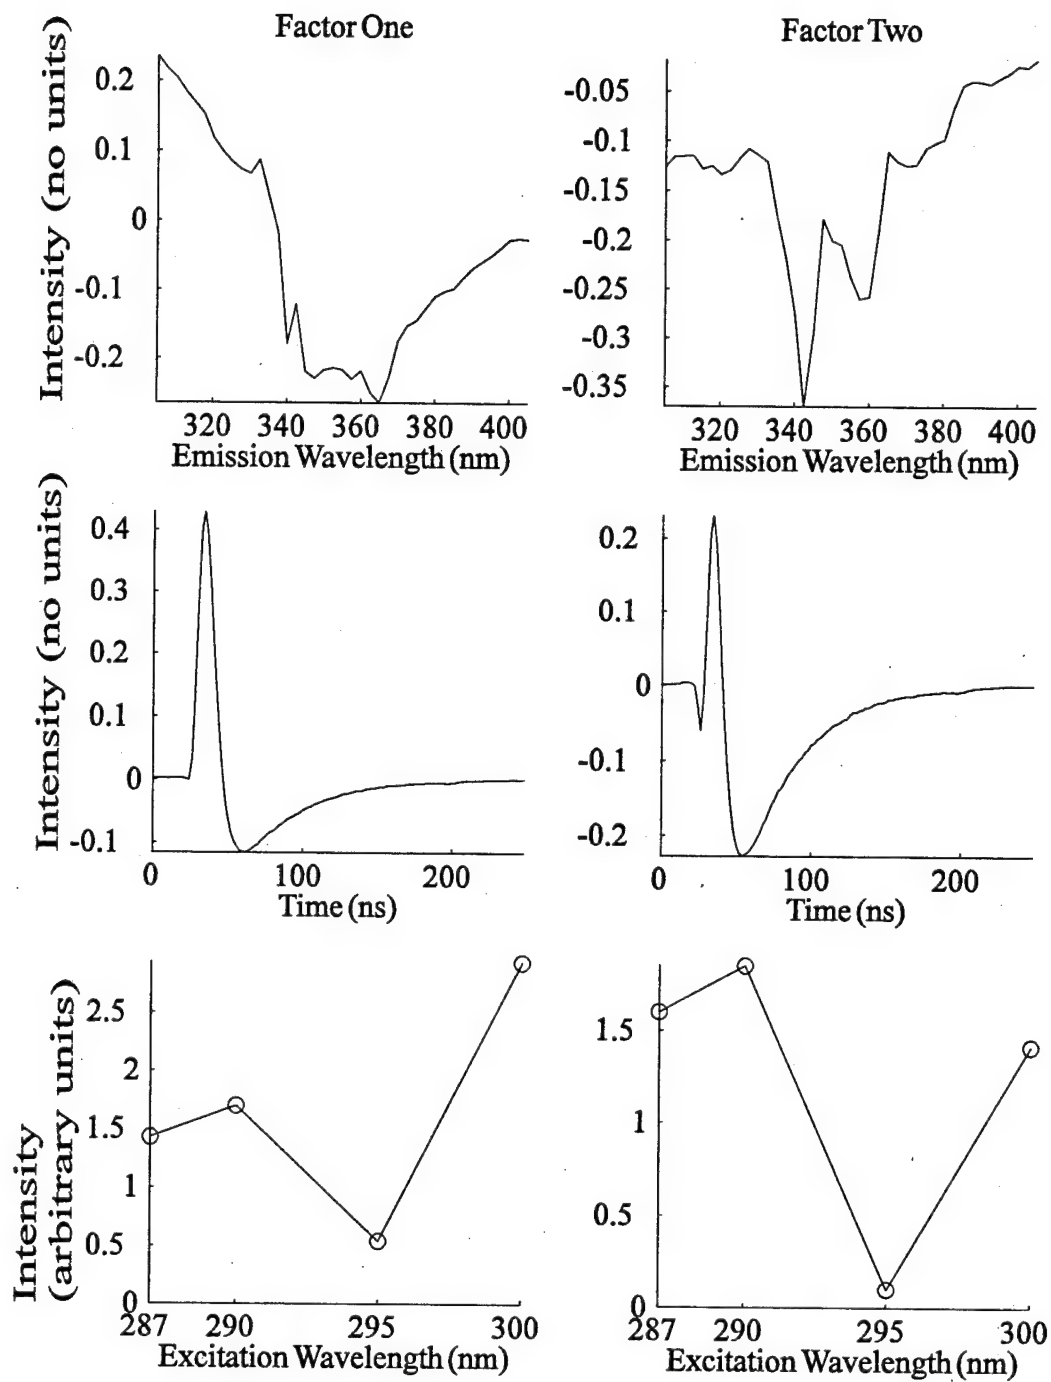 Factor One
Factor Two
Intensity (no units)
0.2
0.1
0
-0.1
-0.2
320 340 360 380 400
Emission Wavelength (nm)
-0.05
-0.1
-0.15
-0.2
-0.25
-0.3
-0.35
320 340 360 380 400
Emission Wavelength (nm)
Intensity (no units)
0.4
0.3
0.2
0.1
0
-0.1
0 100 200
Time (ns)
0.2
0.1
0
-0.1
-0.2
0 100 200
Time (ns)
Intensity
(arbitrary units)
2.5
2
1.5
1
0.5
0
287 290 295 300
Excitation Wavelength (nm)
1.5
1
0.5
0
287 290 295 300
Excitation Wavelength (nm)